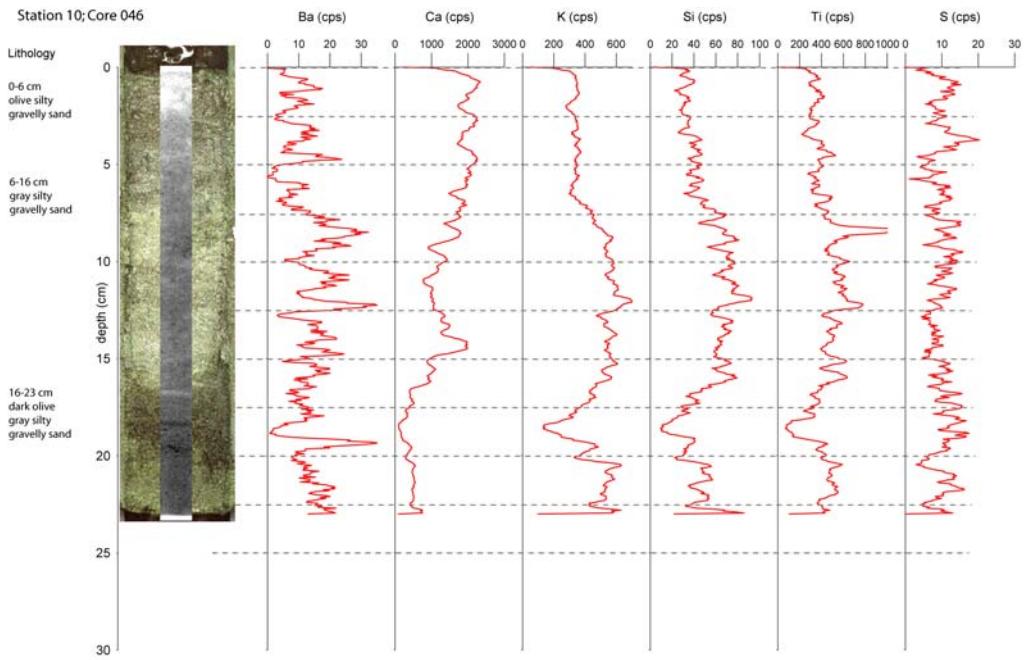 Station 10; Core 046
Ba (cps) Ca (cps) K (cps) Si (cps) Ti (cps) S (cps)
Lithology
0 10 20 30 0 1000 2000 3000 0 200 400 600 0 20 40 60 80 100 0 200 400 600 800 1000 0 10 20 30
0
0-6 cm
olive silty
gravelly sand
5
6-16 cm
gray silty
gravelly sand
10
depth (cm)
15
16-23 cm
dark olive
gray silty
gravelly sand
20
25
30